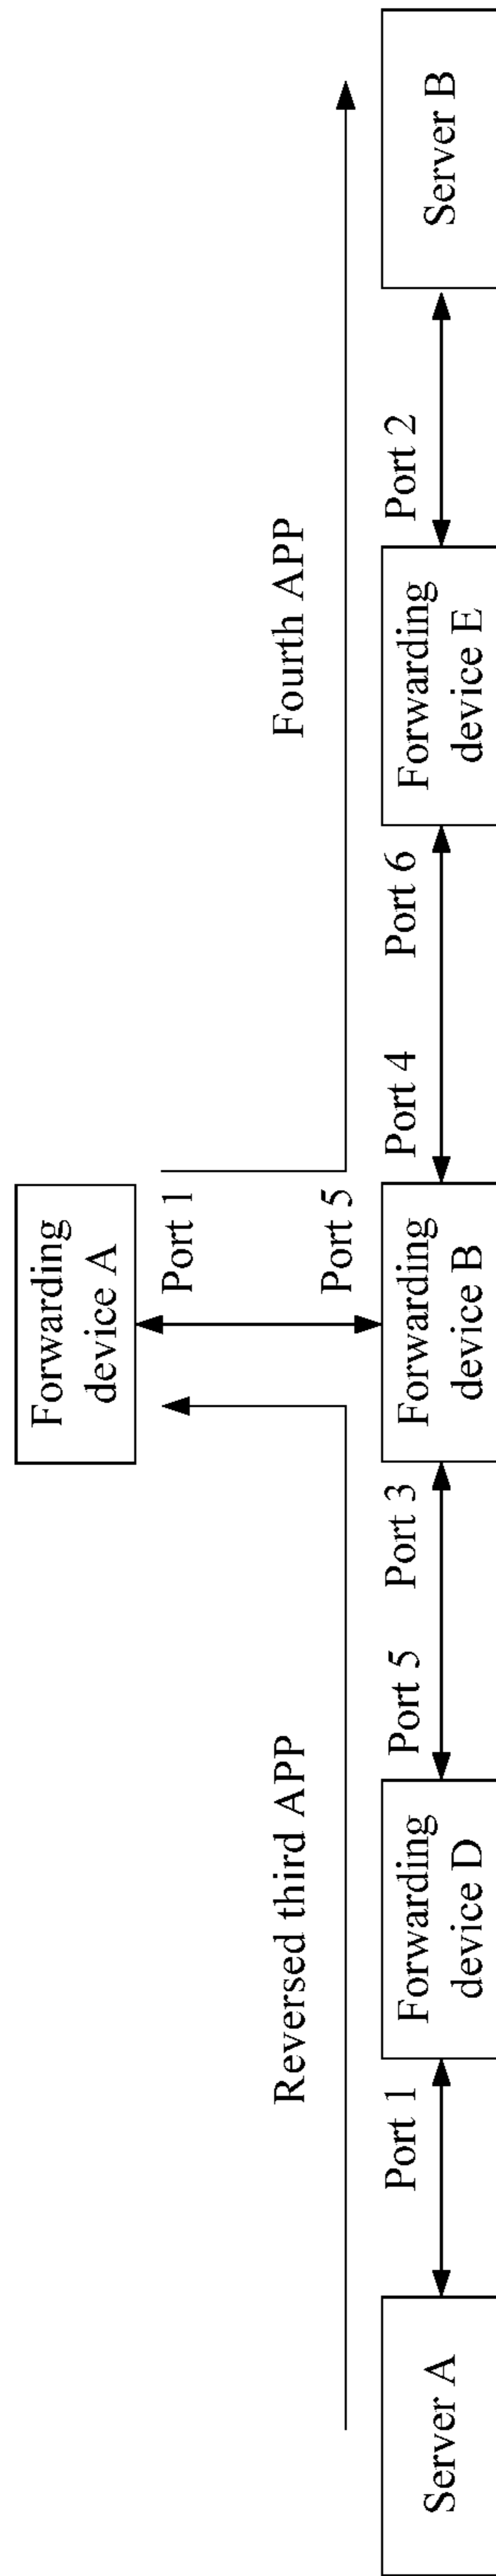 Forwarding
device A
Port 1
Reversed third APP
Fourth APP
Port 5
Port 1
Port 5
Port 3
Port 4
Port 6
Port 2
Server A
Forwarding
device D
Forwarding
device B
Forwarding
device E
Server B